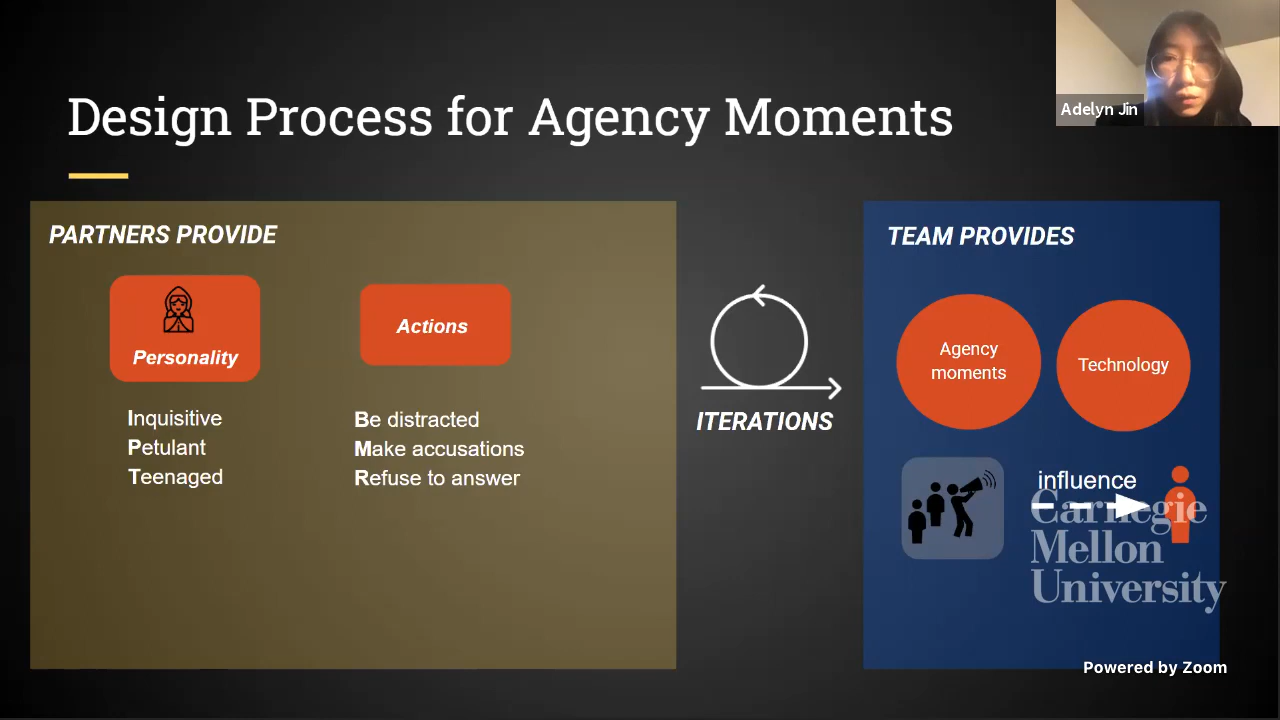 Design Process for Agency Moments
Adelyn Jin
PARTNERS PROVIDE
Personality
Actions
Inquisitive
Petulant
Teenaged
Be distracted
Make accusations
Refuse to answer
ITERATIONS
TEAM PROVIDES
Agency
moments
Technology
influence
Carnegie
Mellon
University
Powered by Zoom